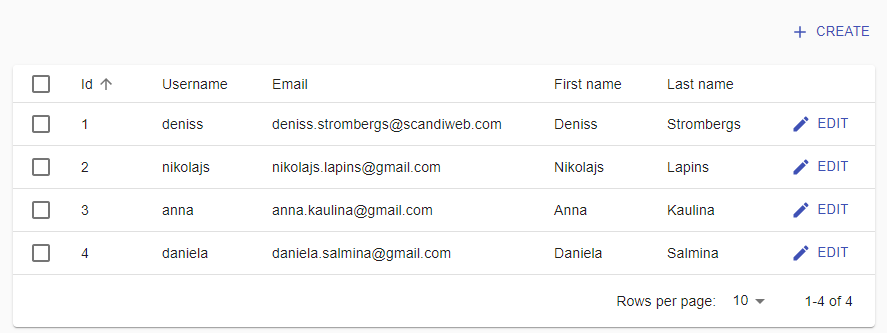 CREATE
Id Username Email First name Last name
1 deniss deniss.strombergs@scandiweb.com Deniss Strombergs EDIT
2 nikolajs nikolajs.lapins@gmail.com Nikolajs Lapins EDIT
3 anna anna.kaulina@gmail.com Anna Kaulina EDIT
4 daniela daniela.salmina@gmail.com Daniela Salmina EDIT
Rows per page: 10 1-4 of 4